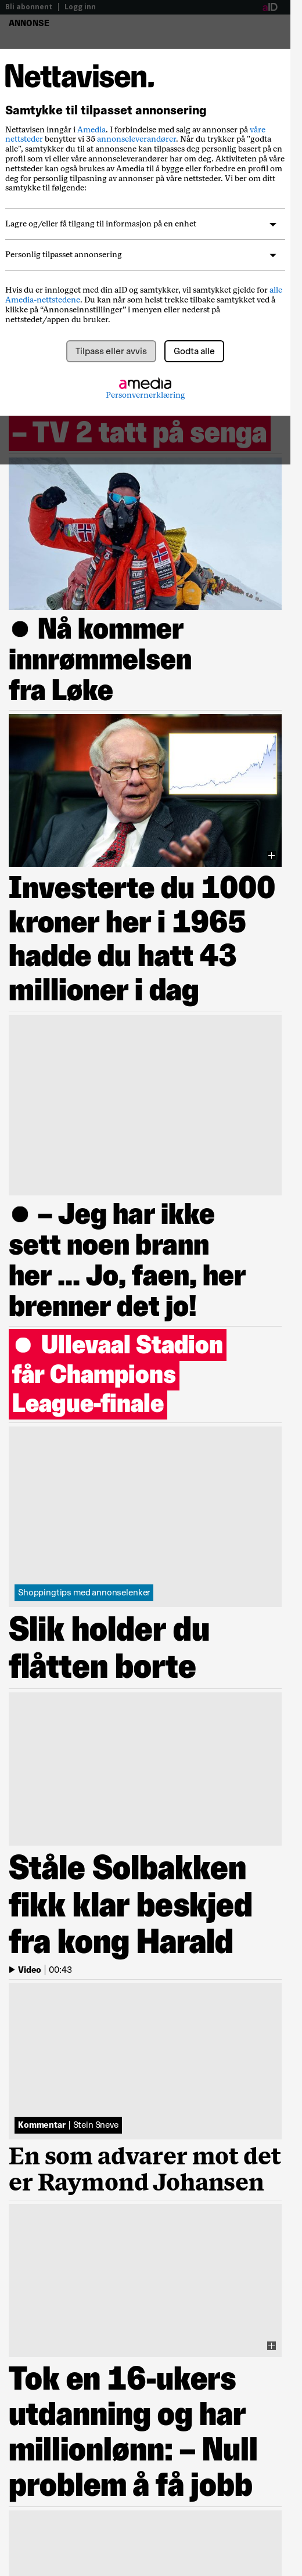 Bli abonnent | Logg inn
aID
ANNONSE
Nettavisen.
Samtykke til tilpasset annonsering
Nettavisen inngår i Amedia. I forbindelse med salg av annonser på våre
nettsteder benytter vi 35 annonseleverandører. Når du trykker på "godta
alle", samtykker du til at annonsene kan tilpasses deg personlig basert på en
profil som vi eller våre annonseleverandører har om deg. Aktiviteten på våre
nettsteder kan også brukes av Amedia til å bygge eller forbedre en profil om
deg for personlig tilpasning av annonser på våre nettsteder. Vi ber om ditt
samtykke til følgende:
Lagre og/eller få tilgang til informasjon på en enhet
Personlig tilpasset annonsering
Hvis du er innlogget med din aID og samtykker, vil samtykket gjelde for alle
Amedia-nettstedene. Du kan når som helst trekke tilbake samtykket ved å
klikke på “Annonseinnstillinger” i menyen eller nederst på
nettstedet/appen du bruker.
Tilpass eller avvis
Godta alle
amedia
Personvernerklæring
– TV 2 tatt på senga
● Nå kommer
innrømmelsen
fra Løke
Investerte du 1000
kroner her i 1965
hadde du hatt 43
millioner i dag
● – Jeg har ikke
sett noen brann
her ... Jo, faen, her
brenner det jo!
● Ullevaal Stadion
får Champions
League-finale
Shoppingtips med annonselenker
Slik holder du
flåtten borte
Ståle Solbakken
fikk klar beskjed
fra kong Harald
Video | 00:43
Kommentar | Stein Sneve
En som advarer mot det
er Raymond Johansen
Tok en 16-ukers
utdanning og har
millionlønn: – Null
problem å få jobb